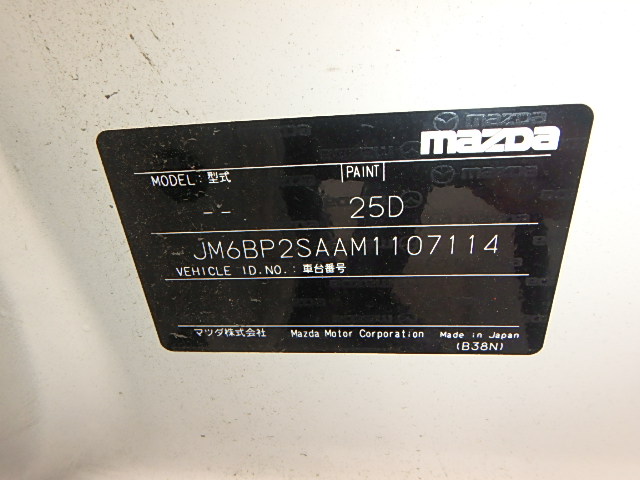 mazda
MODEL: 型式 PAINT
-- 25D
JM6BP2SAAM1107114
VEHICLE ID.NO.: 車台番号
マツダ株式会社 Mazda Motor Corporation Made in Japan
(B38N)